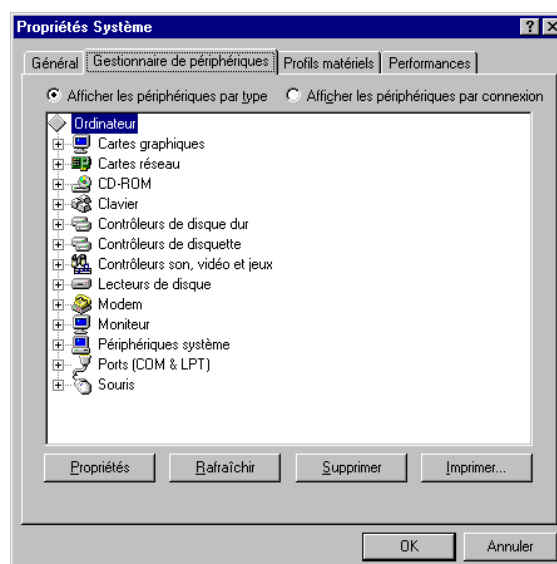 Propriétés Système
Général Gestionnaire de périphériques Profils matériels Performances
Afficher les périphériques par type Afficher les périphériques par connexion
Ordinateur
Cartes graphiques
Cartes réseau
CD-ROM
Clavier
Contrôleurs de disque dur
Contrôleurs de disquette
Contrôleurs son, vidéo et jeux
Lecteurs de disque
Modem
Moniteur
Périphériques système
Ports (COM & LPT)
Souris
Propriétés Rafraîchir Supprimer Imprimer...
OK Annuler